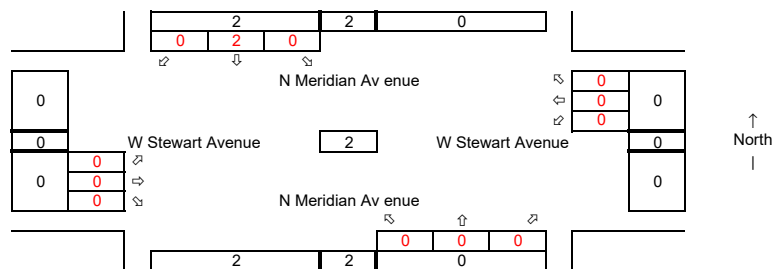 2 2 0
0 2 0
⬃ ⇩ ⬂
N Meridian Av enue
⬁ 0
0 ⇦ 0 0
⬃ 0
0 W Stewart Avenue 2 W Stewart Avenue 0
↑
North
|
0 ⬀
0 0 ⇨ 0
0 ⬂
N Meridian Av enue
⬁ ⇧ ⬀
0 0 0
2 2 0